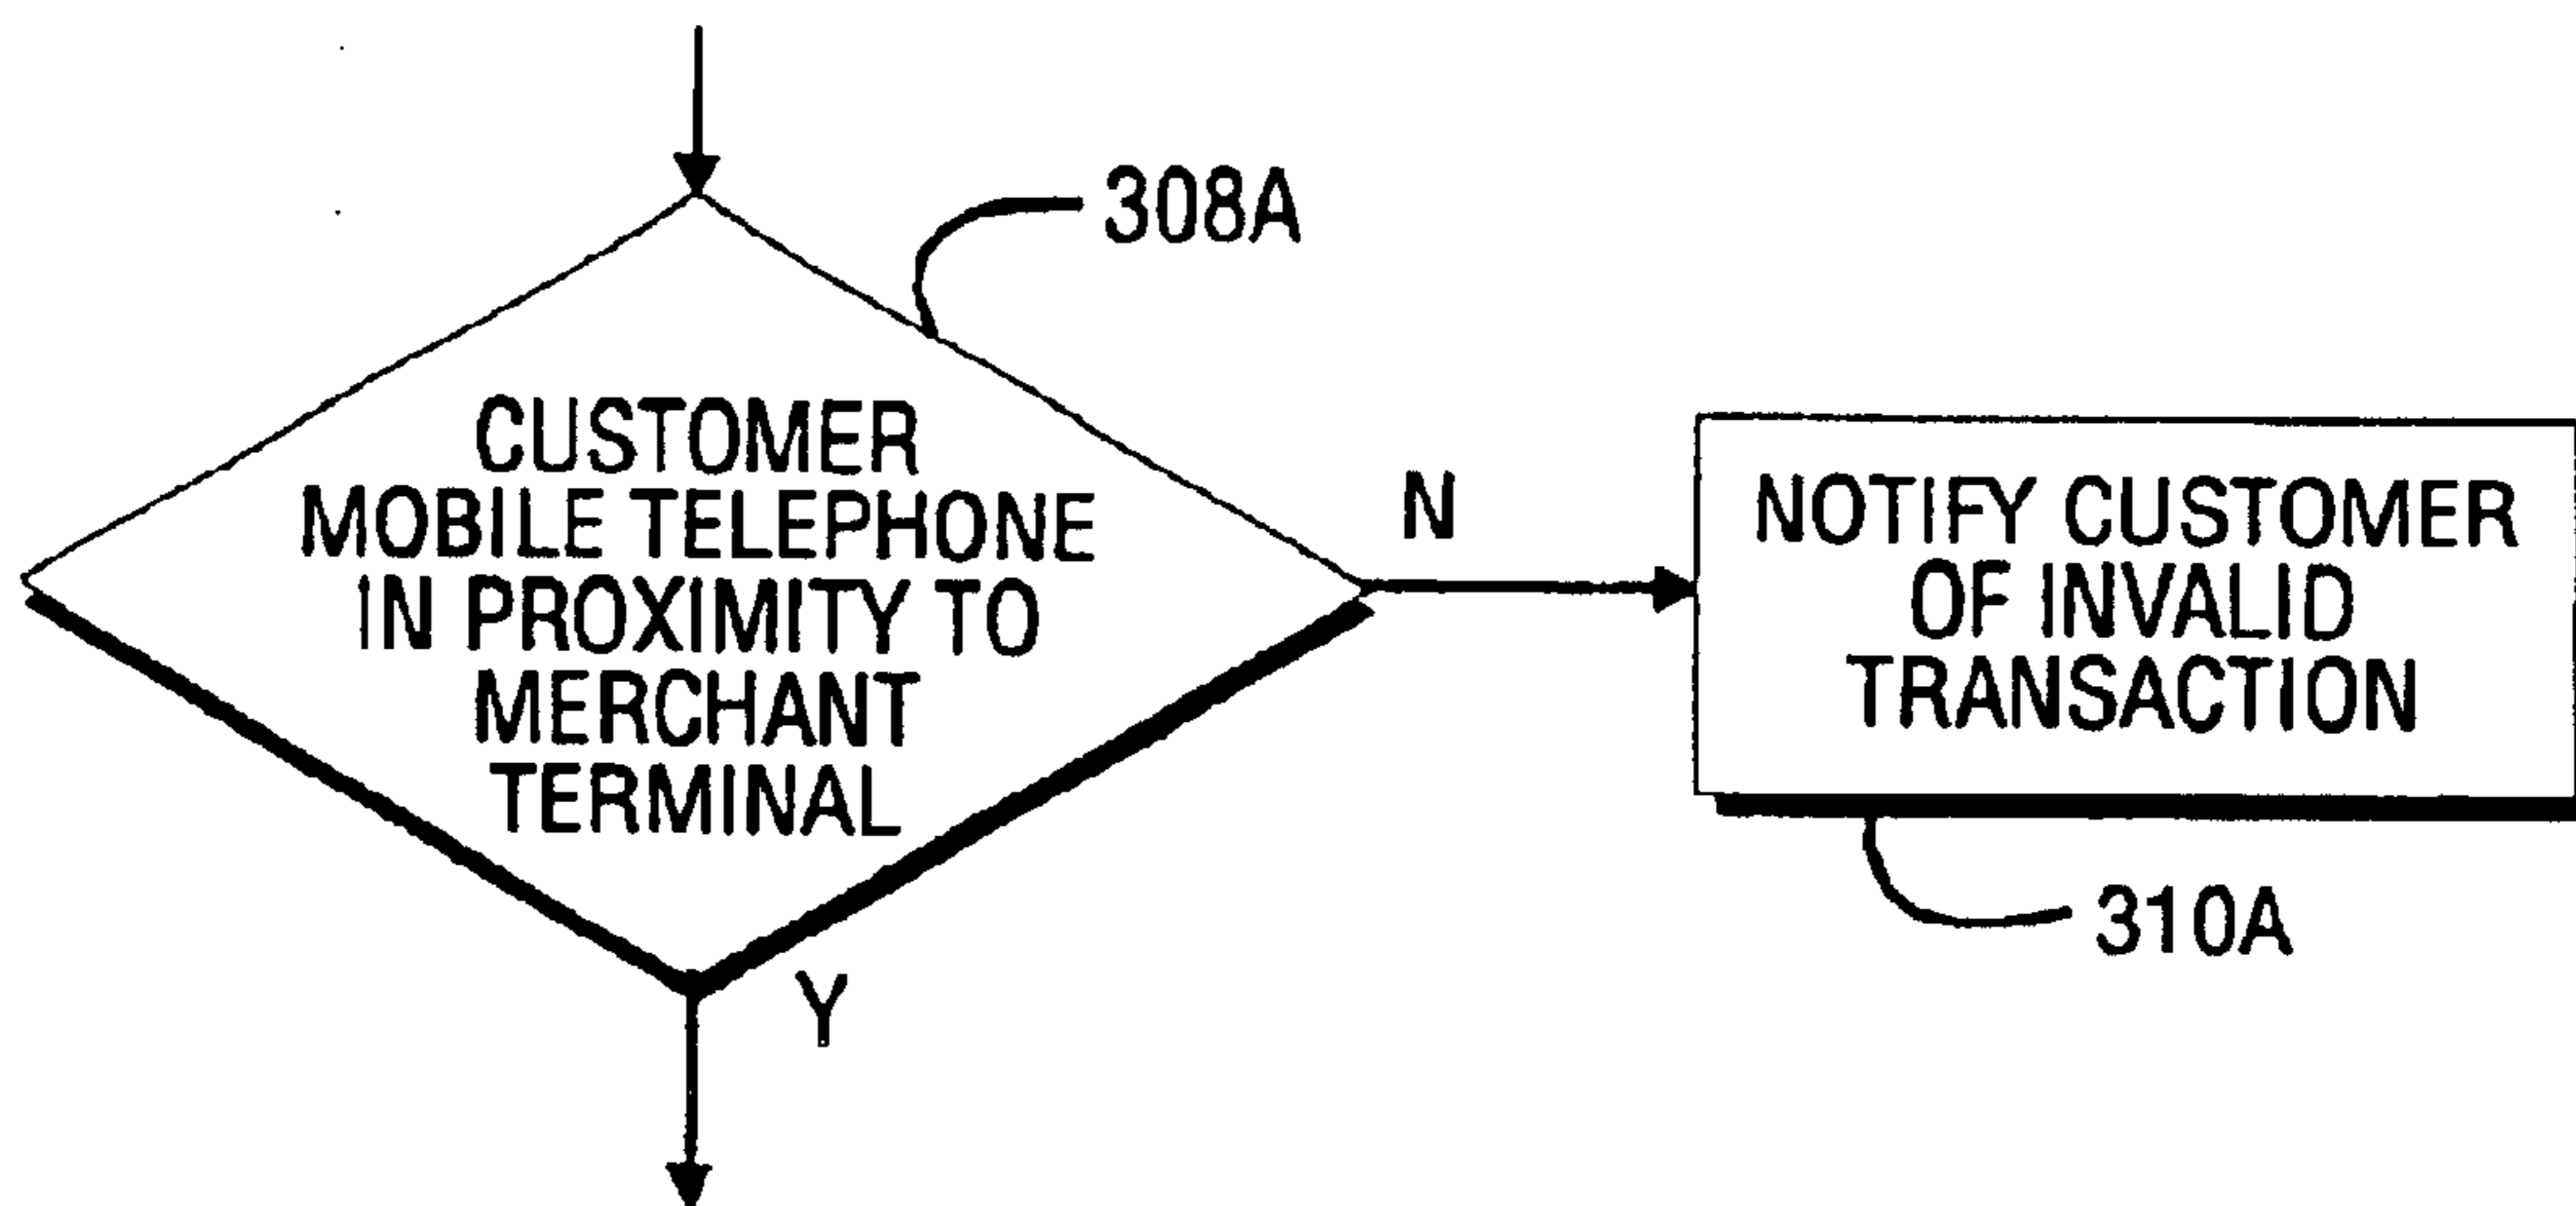 308A
CUSTOMER
MOBILE TELEPHONE
IN PROXIMITY TO
MERCHANT
TERMINAL
N
NOTIFY CUSTOMER
OF INVALID
TRANSACTION
310A
Y